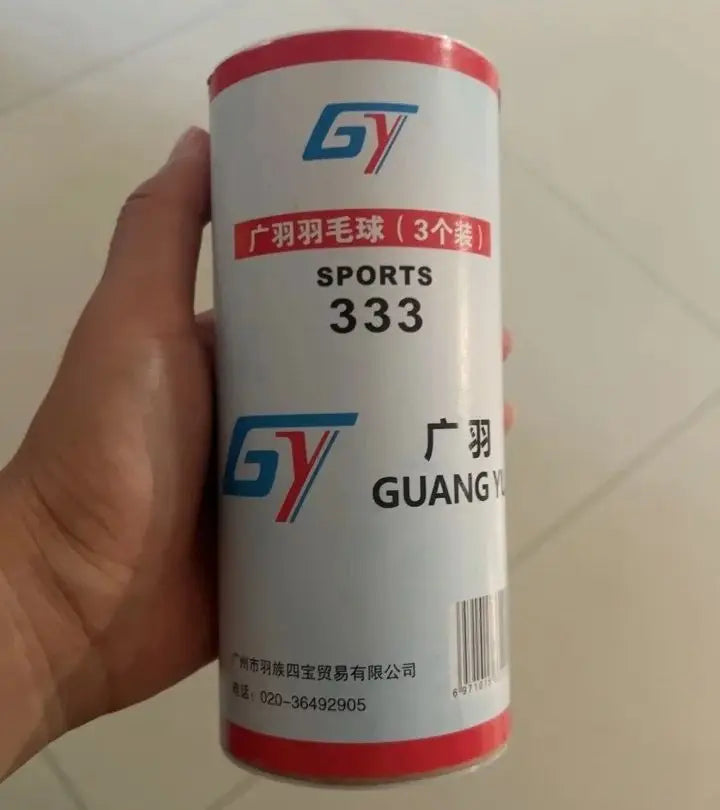 GY
广羽羽毛球（3个装）
SPORTS
333
GY
广羽
GUANG YU
广州市羽族四宝贸易有限公司
电话：020-36492905